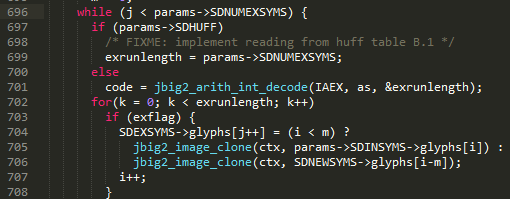 696 while (j < params->SDNUMEXSYMS) {
697 if (params->SDHUFF)
698 /* FIXME: implement reading from huff table B.1 */
699 exrunlength = params->SDNUMEXSYMS;
700 else
701 code = jbig2_arith_int_decode(IAEX, as, &exrunlength);
702 for(k = 0; k < exrunlength; k++)
703 if (exflag) {
704 SDEXSYMS->glyphs[j++] = (i < m) ?
705 jbig2_image_clone(ctx, params->SDINSYMS->glyphs[i]) :
706 jbig2_image_clone(ctx, SDNEWSYMS->glyphs[i-m]);
707 i++;
708 }